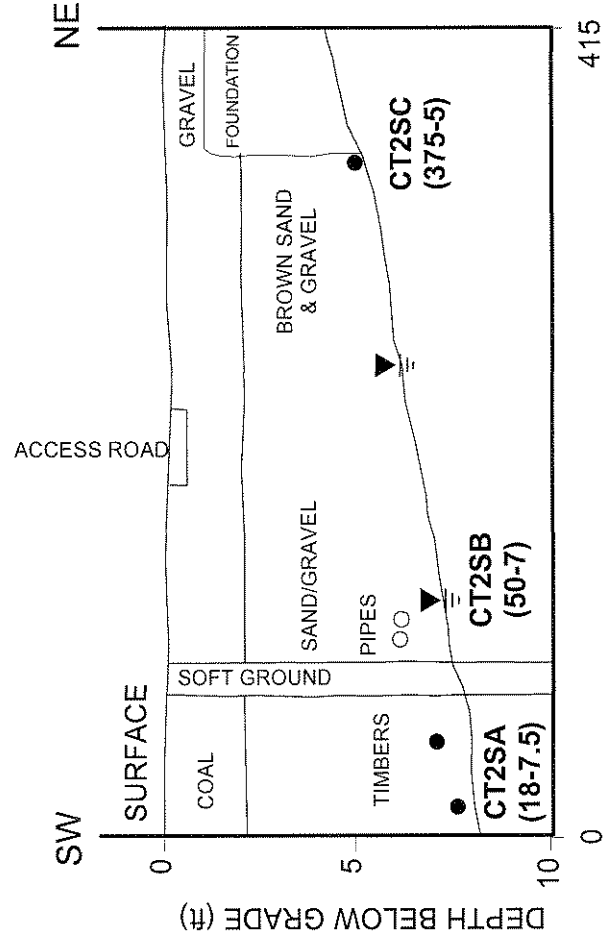 SW
NE
SURFACE
ACCESS ROAD
GRAVEL
FOUNDATION
COAL
SOFT GROUND
SAND/GRAVEL
BROWN SAND
& GRAVEL
TIMBERS
PIPES
CT2SA
(18-7.5)
CT2SB
(50-7)
CT2SC
(375-5)
DEPTH BELOW GRADE (ft)
0
5
10
0
415